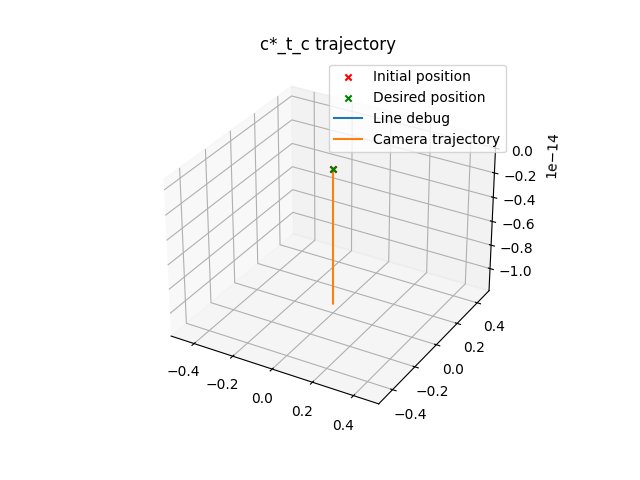 c*_t_c trajectory
Initial position
Desired position
Line debug
Camera trajectory
1e−14
0.0
−0.2
−0.4
−0.6
−0.8
−1.0
0.4
0.2
0.0
−0.2
−0.4
−0.4
−0.2
0.0
0.2
0.4